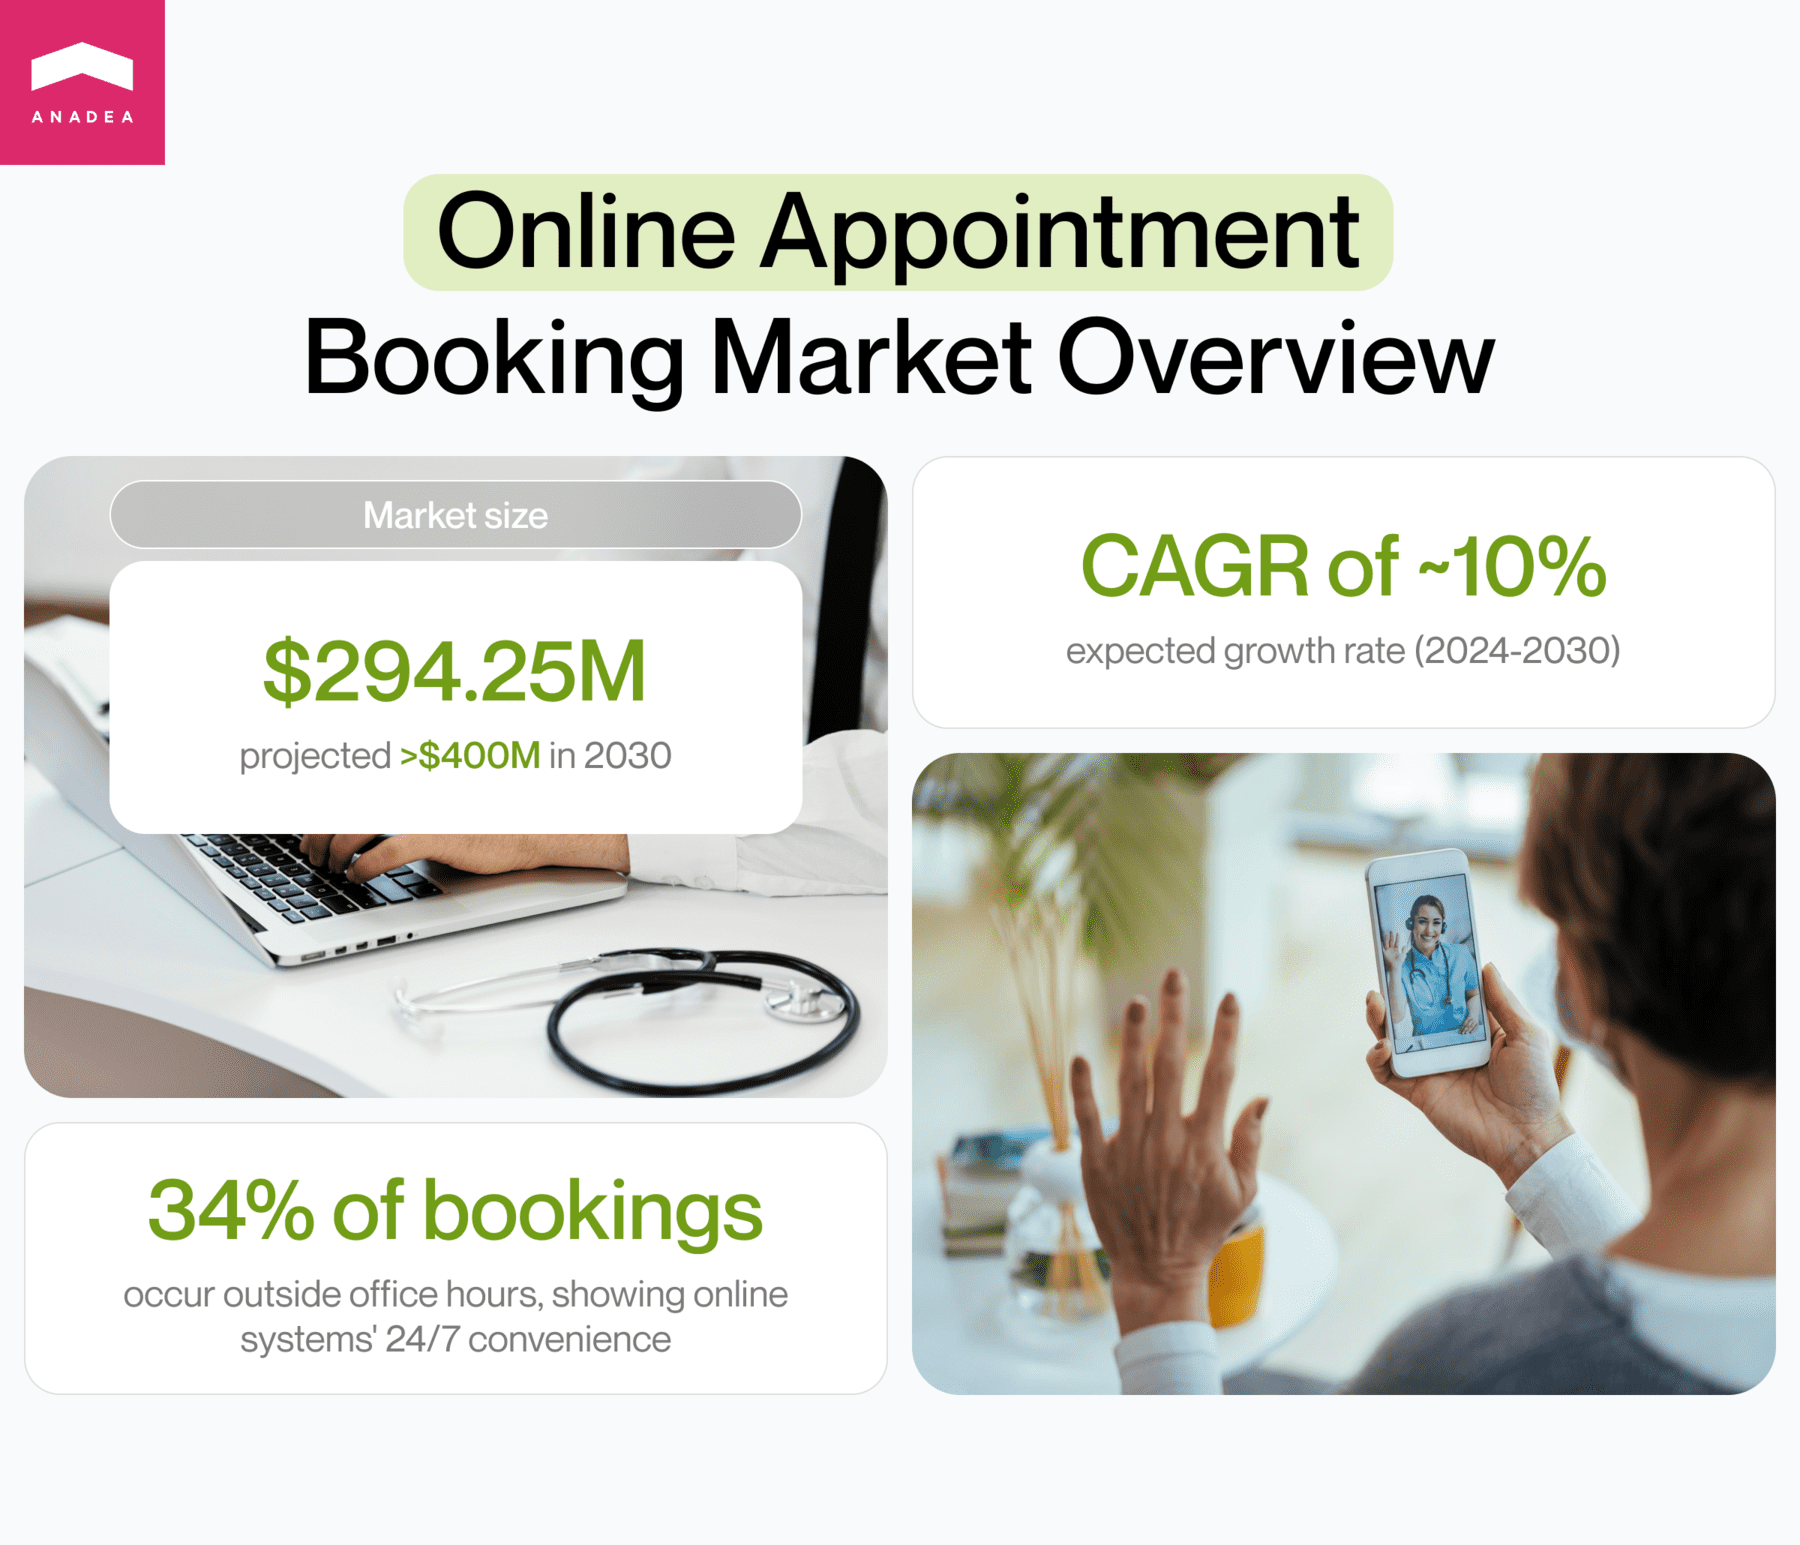 ANADEA
Online Appointment
Booking Market Overview
Market size
$294.25M
projected >$400M in 2030
CAGR of ~10%
expected growth rate (2024-2030)
34% of bookings
occur outside office hours, showing online
systems' 24/7 convenience